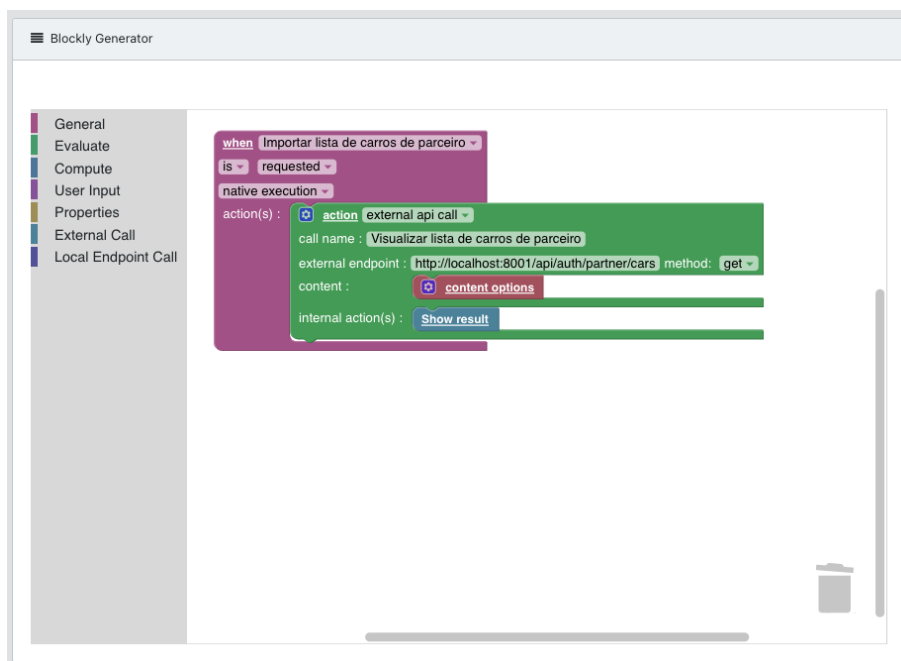 Blockly Generator
General
Evaluate
Compute
User Input
Properties
External Call
Local Endpoint Call
when Importar lista de carros de parceiro
is requested
native execution
action(s) : action external api call
call name : Visualizar lista de carros de parceiro
external endpoint : http://localhost:8001/api/auth/partner/cars method: get
content : content options
internal action(s) : Show result